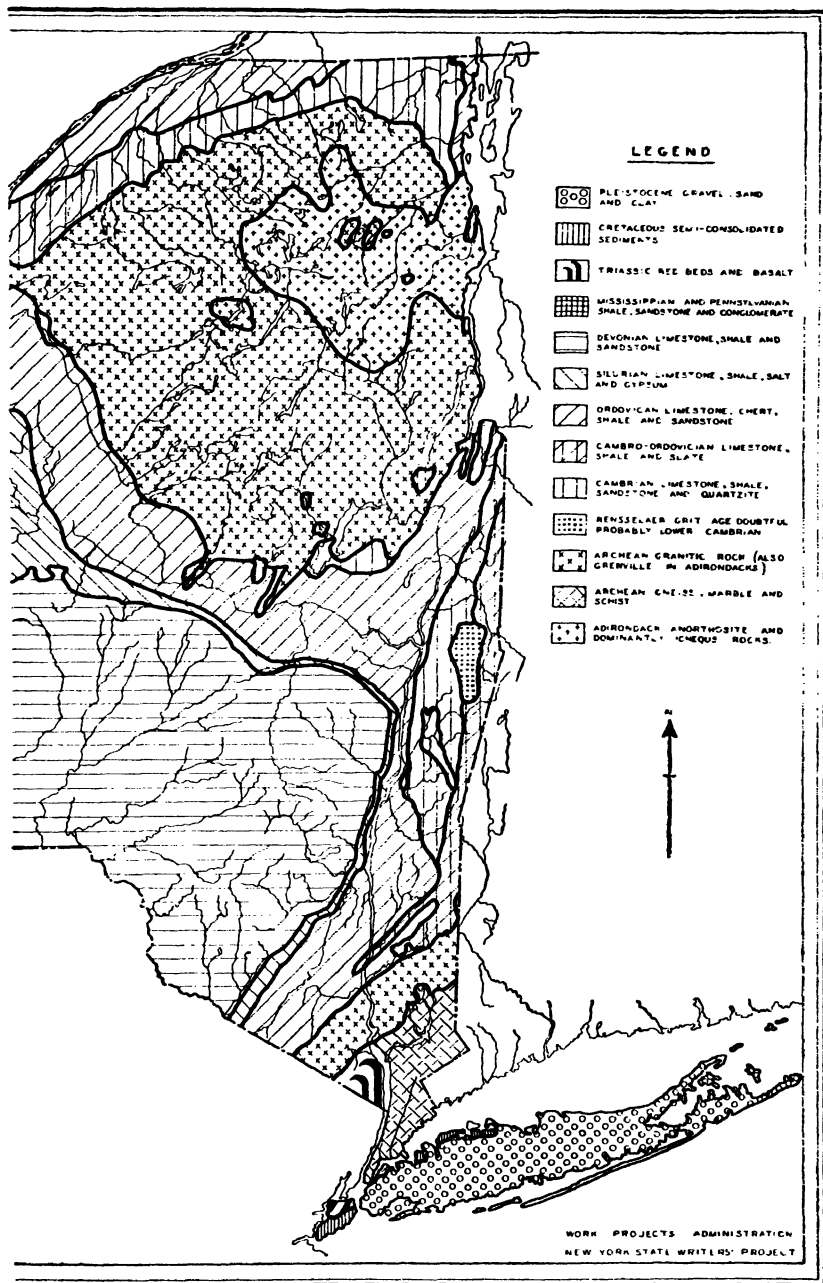 LEGEND
PLEISTOCENE GRAVEL, SAND
AND CLAY
CRETACEOUS SEMI-CONSOLIDATED
SEDIMENTS
TRIASSIC RED BEDS AND BASALT
MISSISSIPPIAN AND PENNSYLVANIAN
SHALE, SANDSTONE AND CONGLOMERATE
DEVONIAN LIMESTONE, SHALE AND
SANDSTONE
SILURIAN LIMESTONE, SHALE, SALT
AND GYPSUM
ORDOVICAN LIMESTONE, CHERT,
SHALE AND SANDSTONE
CAMBRO-ORDOVICIAN LIMESTONE,
SHALE AND SLATE
CAMBRIAN LIMESTONE, SHALE,
SANDSTONE AND QUARTZITE
RENSSELAER GRIT AGE DOUBTFUL
PROBABLY LOWER CAMBRIAN
ARCHEAN GRANITIC ROCK (ALSO
GRENVILLE IN ADIRONDACKS)
ARCHEAN GNEISS, MARBLE AND
SCHIST
ADIRONDACK ANORTHOSITE AND
DOMINANTLY IGNEOUS ROCKS.
N
WORK PROJECTS ADMINISTRATION
NEW YORK STATE WRITERS' PROJECT